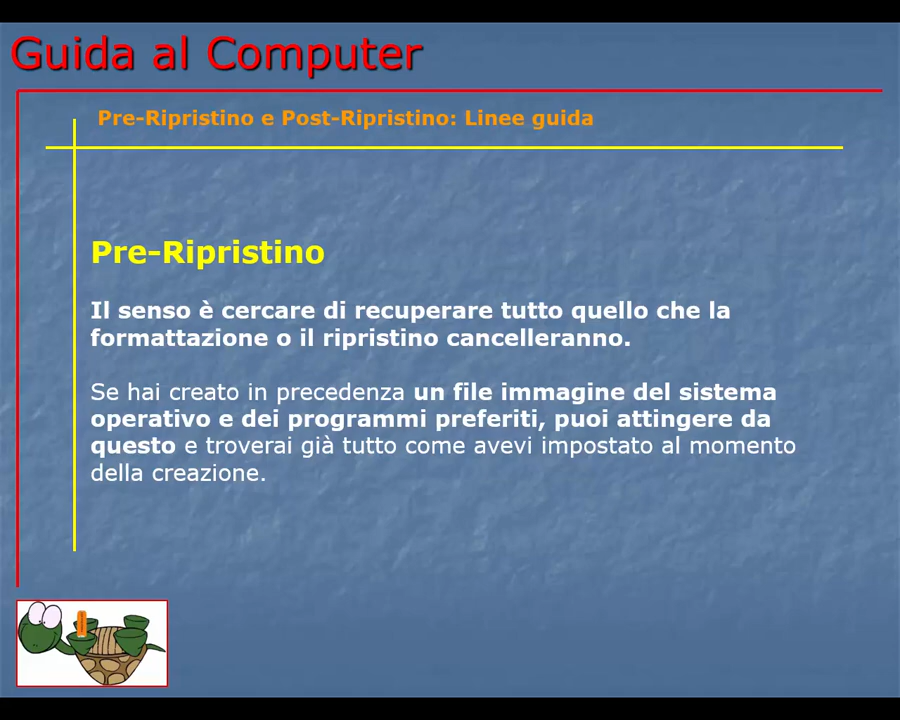 Guida al Computer
Pre-Ripristino e Post-Ripristino: Linee guida
Pre-Ripristino
Il senso è cercare di recuperare tutto quello che la
formattazione o il ripristino cancelleranno.
Se hai creato in precedenza un file immagine del sistema
operativo e dei programmi preferiti, puoi attingere da
questo e troverai già tutto come avevi impostato al momento
della creazione.